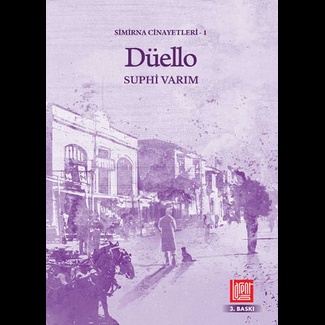 SİMİRNA CİNAYETLERİ - 1
Düello
SUPHİ VARIM
3. BASKI